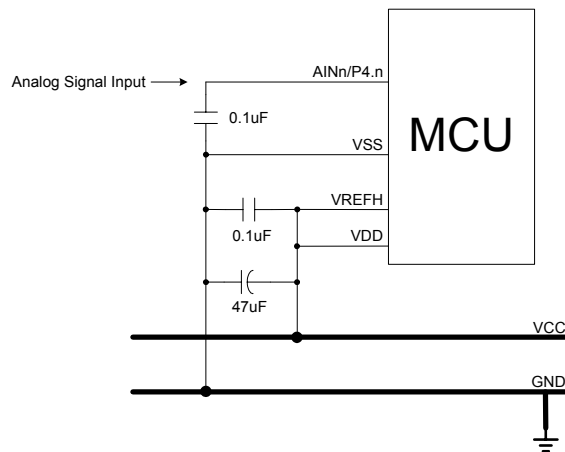 AINn/P4.n
Analog Signal Input
0.1uF
MCU
VSS
VREFH
0.1uF
VDD
47uF
VCC
GND